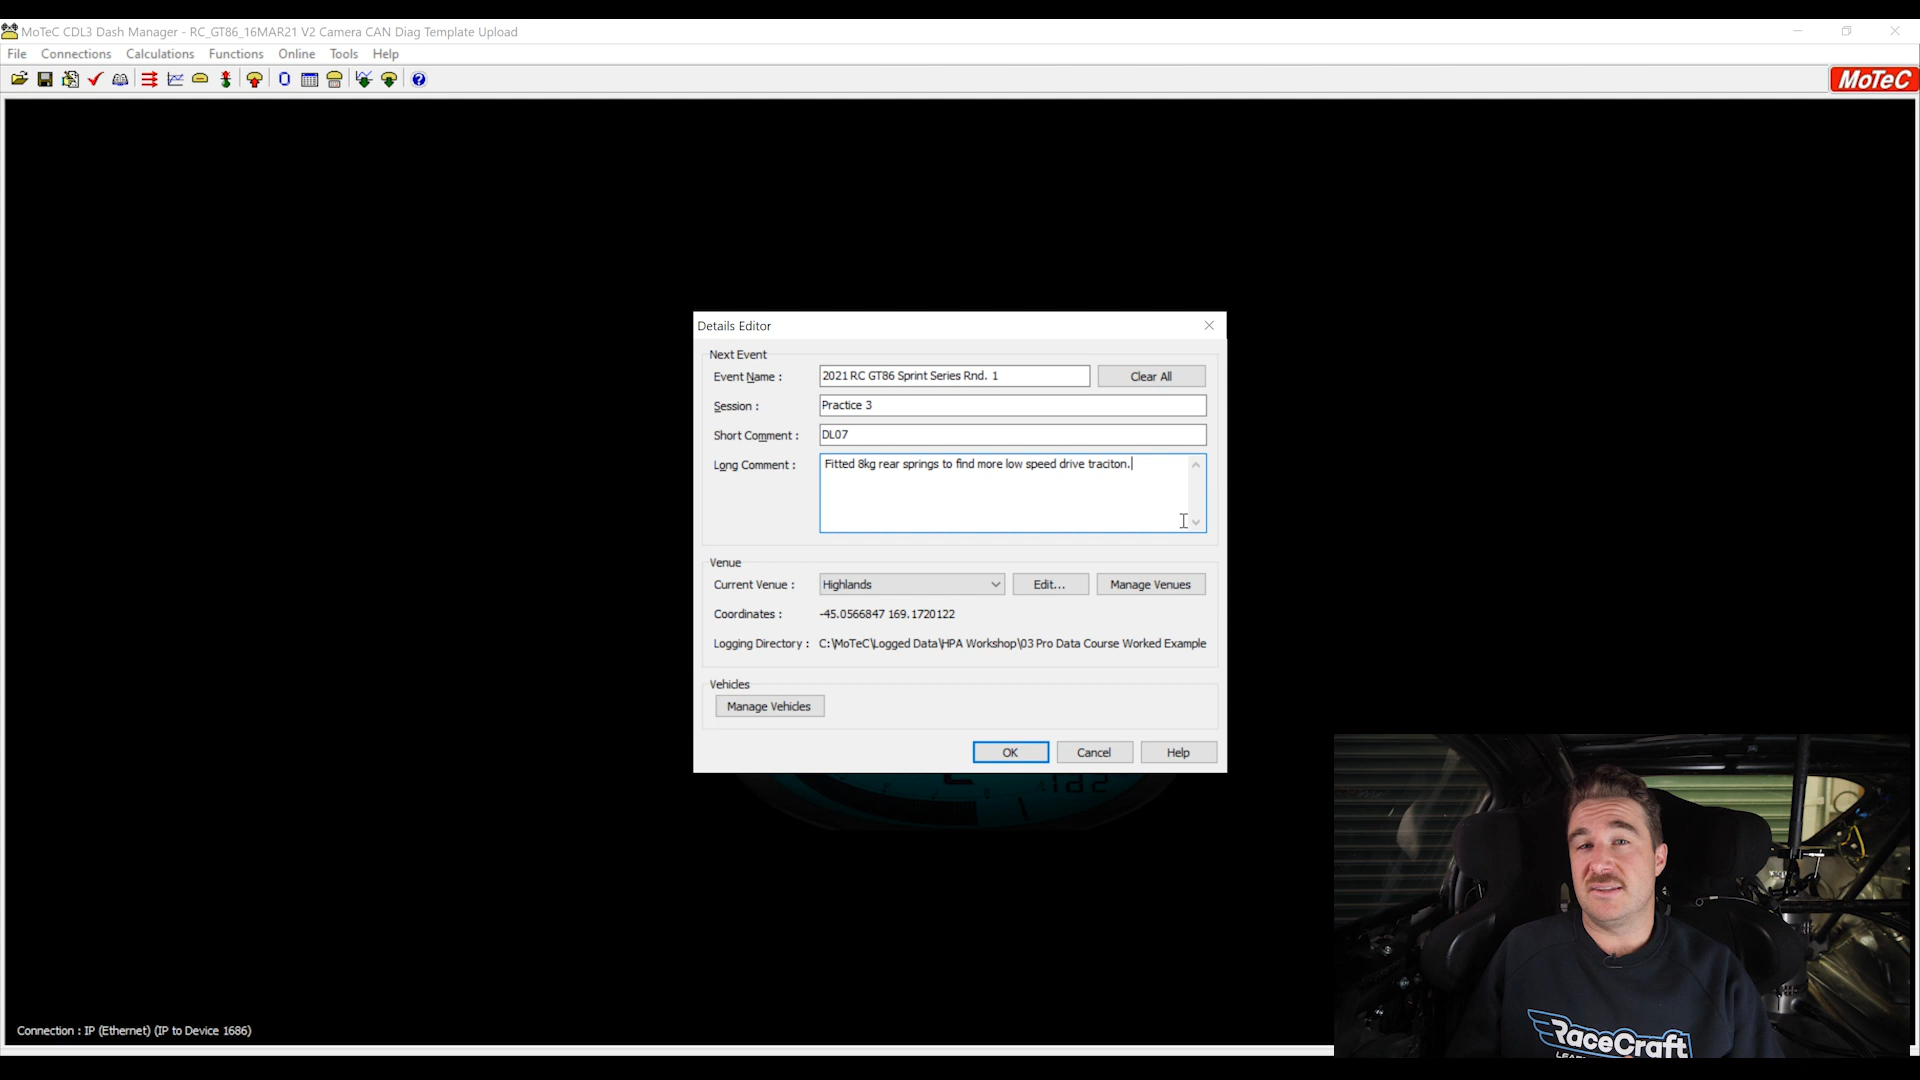 MoTeC CDL3 Dash Manager - RC_GT86_16MAR21 V2 Camera CAN Diag Template Upload
File Connections Calculations Functions Online Tools Help
MoTeC
Details Editor
Next Event
Event Name : 2021 RC GT86 Sprint Series Rnd. 1 Clear All
Session : Practice 3
Short Comment : DL07
Long Comment : Fitted 8kg rear springs to find more low speed drive traciton.
Venue
Current Venue : Highlands Edit... Manage Venues
Coordinates : -45.0566847 169.1720122
Logging Directory : C:\MoTeC\Logged Data\HPA Workshop\03 Pro Data Course Worked Example
Vehicles
Manage Vehicles
OK Cancel Help
RaceCraft
Connection : IP (Ethernet) (IP to Device 1686)